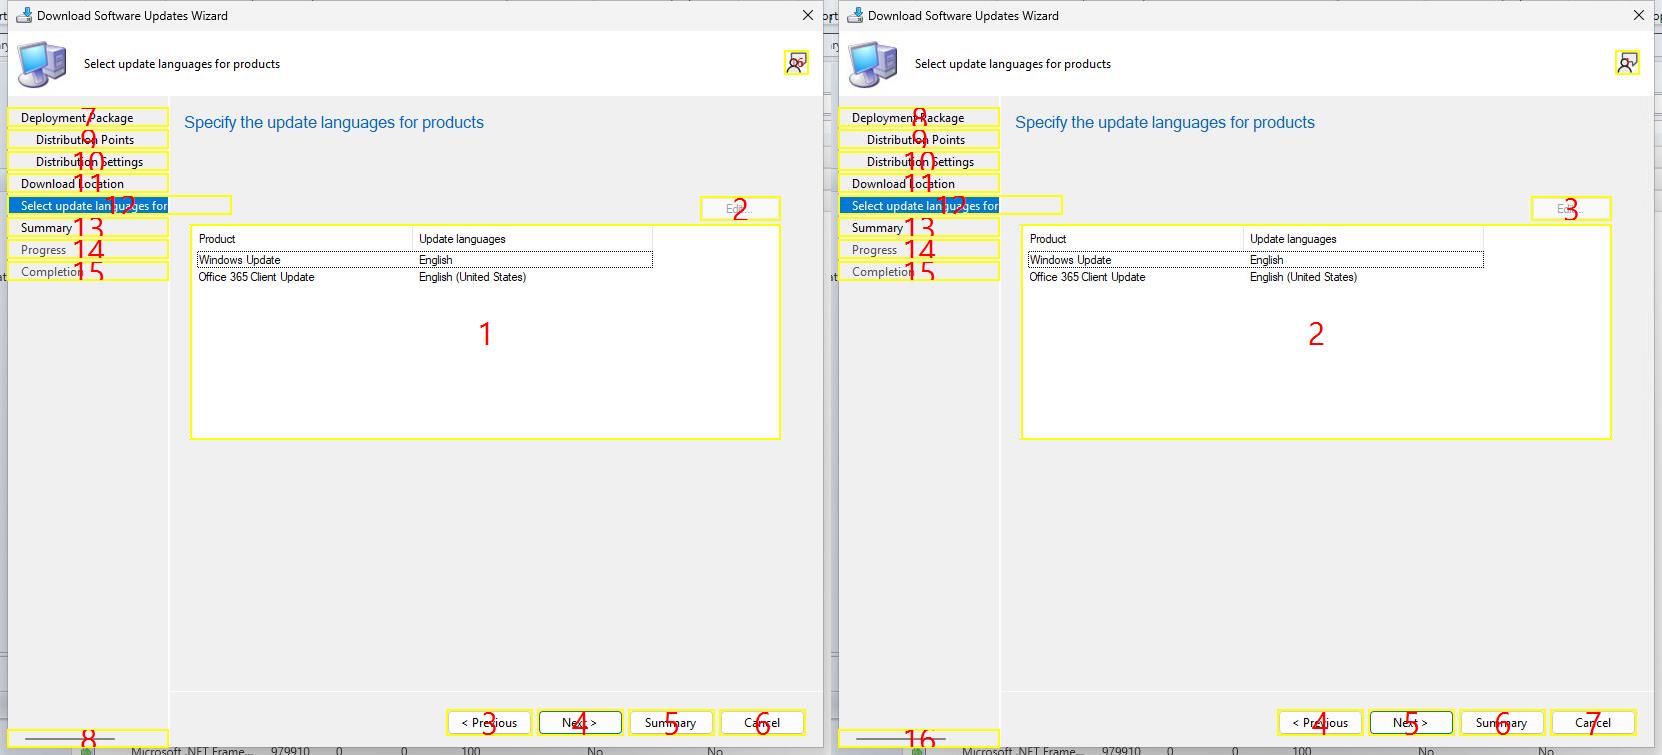 Download Software Updates Wizard
Select update languages for products
16
Deployment Package
7
Specify the update languages for products
Distribution Points
9
Distribution Settings
10
Download Location
11
Select update languages for
12
Edit...
2
Summary
13
Product Update languages
Progress
14
Windows Update English
Completion
15
Office 365 Client Update English (United States)
1
< Previous
3
Next >
4
Summary
5
Cancel
6
8
Microsoft .NET Frame... 979910 0 0 100 No No
Download Software Updates Wizard
Select update languages for products
Deployment Package
8
Specify the update languages for products
Distribution Points
9
Distribution Settings
10
Download Location
11
Select update languages for
12
Edit...
3
Summary
13
Product Update languages
Progress
14
Windows Update English
Completion
15
Office 365 Client Update English (United States)
2
< Previous
4
Next >
5
Summary
6
Cancel
7
16
Microsoft .NET Frame... 979910 0 0 100 No No